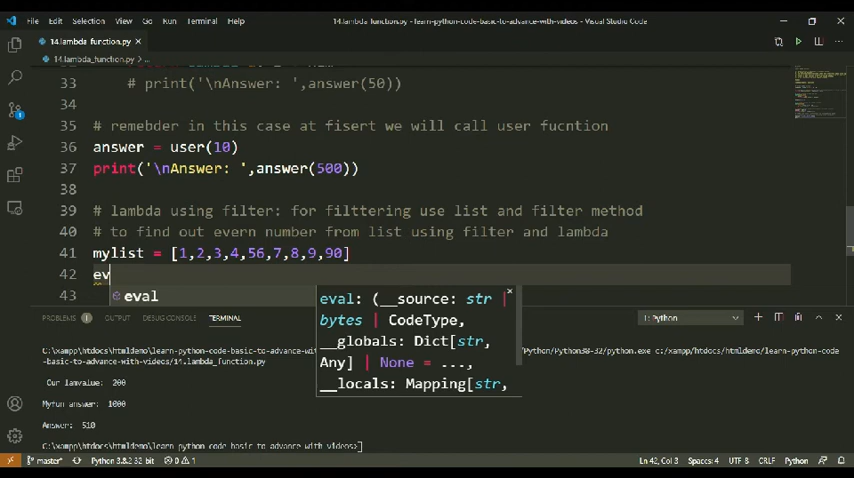 File Edit Selection View Go Run Terminal Help
14.lambda_function.py - learn-python-code-basic-to-advance-with-videos - Visual Studio Code
14.lambda_function.py ×
14.lambda_function.py > ...
33 # print('\nAnswer: ',answer(50))
34
35 # remebder in this case at fisert we will call user fucntion
36 answer = user(10)
37 print('\nAnswer: ',answer(500))
38
39 # lambda using filter: for filttering use list and filter method
40 # to find out evern number from list using filter and lambda
41 mylist = [1,2,3,4,56,7,8,9,90]
42 ev
43
eval
eval: (__source: str |
bytes | CodeType,
__globals: Dict[str,
Any] | None = ...,
__locals: Mapping[str,
PROBLEMS 1 OUTPUT DEBUG CONSOLE TERMINAL
1: Python
C:\xampp\htdocs\htmldemo\learn-python-code-basic-to-advance-wit
/Python/Python38-32/python.exe c:/xampp/htdocs/htmldemo/learn-python-code
-basic-to-advance-with-videos/14.lambda_function.py
Our lamvalue: 200
Myfun answer: 1000
Answer: 510
C:\xampp\htdocs\htmldemo\learn-python-code-basic-to-advance-with-videos>
master* Python 3.8.2 32-bit 0 1
Ln 42, Col 3 Spaces: 4 UTF-8 CRLF Python